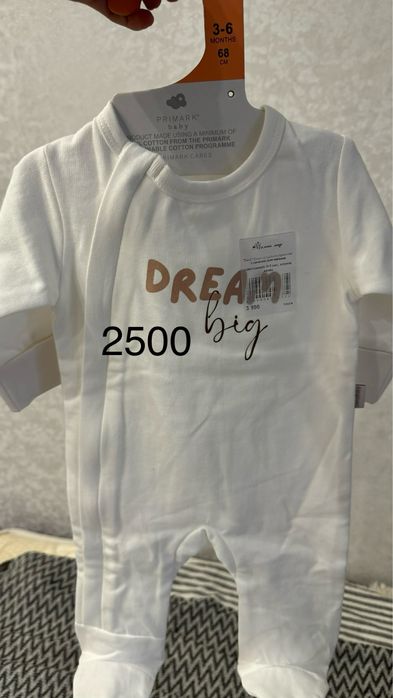 3-6
MONTHS
68
CM
PRIMARK®
baby
PRODUCT MADE USING A MINIMUM OF
COTTON FROM THE PRIMARK
ABLE COTTON PROGRAMME
PRIMARK CARES
DREAM
big
2500